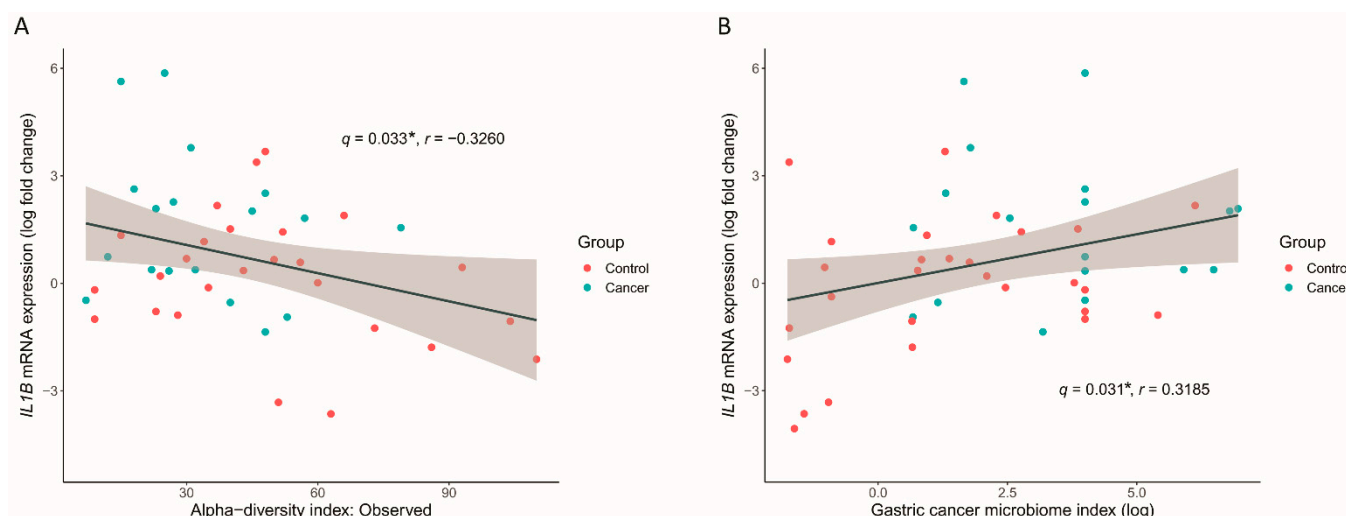 A
6
3
0
−3
IL1B mRNA expression (log fold change)
q = 0.033*, r = −0.3260
30
60
90
Alpha−diversity index: Observed
Group
Control
Cancer
B
6
3
0
−3
IL1B mRNA expression (log fold change)
q = 0.031*, r = 0.3185
0.0
2.5
5.0
Gastric cancer microbiome index (log)
Group
Contro
Cance